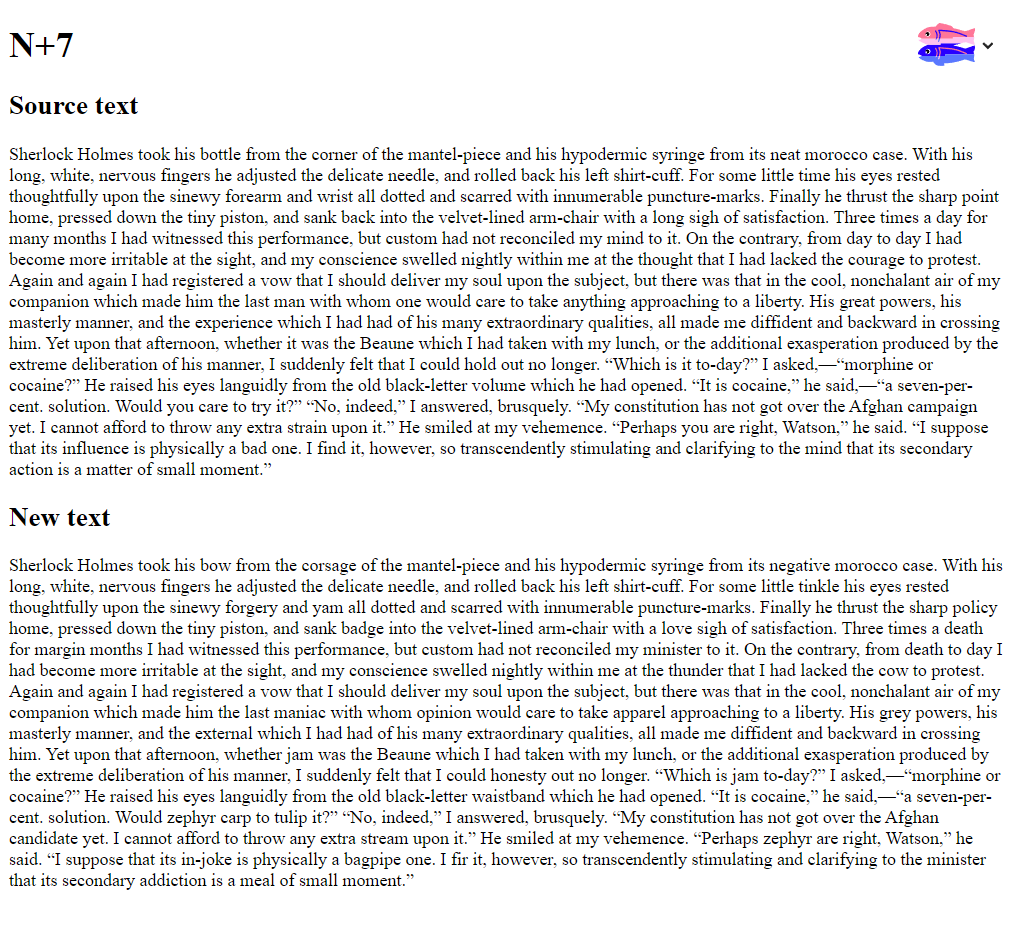 N+7
Source text
Sherlock Holmes took his bottle from the corner of the mantel-piece and his hypodermic syringe from its neat morocco case. With his
long, white, nervous fingers he adjusted the delicate needle, and rolled back his left shirt-cuff. For some little time his eyes rested
thoughtfully upon the sinewy forearm and wrist all dotted and scarred with innumerable puncture-marks. Finally he thrust the sharp point
home, pressed down the tiny piston, and sank back into the velvet-lined arm-chair with a long sigh of satisfaction. Three times a day for
many months I had witnessed this performance, but custom had not reconciled my mind to it. On the contrary, from day to day I had
become more irritable at the sight, and my conscience swelled nightly within me at the thought that I had lacked the courage to protest.
Again and again I had registered a vow that I should deliver my soul upon the subject, but there was that in the cool, nonchalant air of my
companion which made him the last man with whom one would care to take anything approaching to a liberty. His great powers, his
masterly manner, and the experience which I had had of his many extraordinary qualities, all made me diffident and backward in crossing
him. Yet upon that afternoon, whether it was the Beaune which I had taken with my lunch, or the additional exasperation produced by the
extreme deliberation of his manner, I suddenly felt that I could hold out no longer. “Which is it to-day?” I asked,—“morphine or
cocaine?” He raised his eyes languidly from the old black-letter volume which he had opened. “It is cocaine,” he said,—“a seven-per-
cent. solution. Would you care to try it?” “No, indeed,” I answered, brusquely. “My constitution has not got over the Afghan campaign
yet. I cannot afford to throw any extra strain upon it.” He smiled at my vehemence. “Perhaps you are right, Watson,” he said. “I suppose
that its influence is physically a bad one. I find it, however, so transcendently stimulating and clarifying to the mind that its secondary
action is a matter of small moment.”
New text
Sherlock Holmes took his bow from the corsage of the mantel-piece and his hypodermic syringe from its negative morocco case. With his
long, white, nervous fingers he adjusted the delicate needle, and rolled back his left shirt-cuff. For some little tinkle his eyes rested
thoughtfully upon the sinewy forgery and yam all dotted and scarred with innumerable puncture-marks. Finally he thrust the sharp policy
home, pressed down the tiny piston, and sank badge into the velvet-lined arm-chair with a love sigh of satisfaction. Three times a death
for margin months I had witnessed this performance, but custom had not reconciled my minister to it. On the contrary, from death to day I
had become more irritable at the sight, and my conscience swelled nightly within me at the thunder that I had lacked the cow to protest.
Again and again I had registered a vow that I should deliver my soul upon the subject, but there was that in the cool, nonchalant air of my
companion which made him the last maniac with whom opinion would care to take apparel approaching to a liberty. His grey powers, his
masterly manner, and the external which I had had of his many extraordinary qualities, all made me diffident and backward in crossing
him. Yet upon that afternoon, whether jam was the Beaune which I had taken with my lunch, or the additional exasperation produced by
the extreme deliberation of his manner, I suddenly felt that I could honesty out no longer. “Which is jam to-day?” I asked,—“morphine or
cocaine?” He raised his eyes languidly from the old black-letter waistband which he had opened. “It is cocaine,” he said,—“a seven-per-
cent. solution. Would zephyr carp to tulip it?” “No, indeed,” I answered, brusquely. “My constitution has not got over the Afghan
candidate yet. I cannot afford to throw any extra stream upon it.” He smiled at my vehemence. “Perhaps zephyr are right, Watson,” he
said. “I suppose that its in-joke is physically a bagpipe one. I fir it, however, so transcendently stimulating and clarifying to the minister
that its secondary addiction is a meal of small moment.”